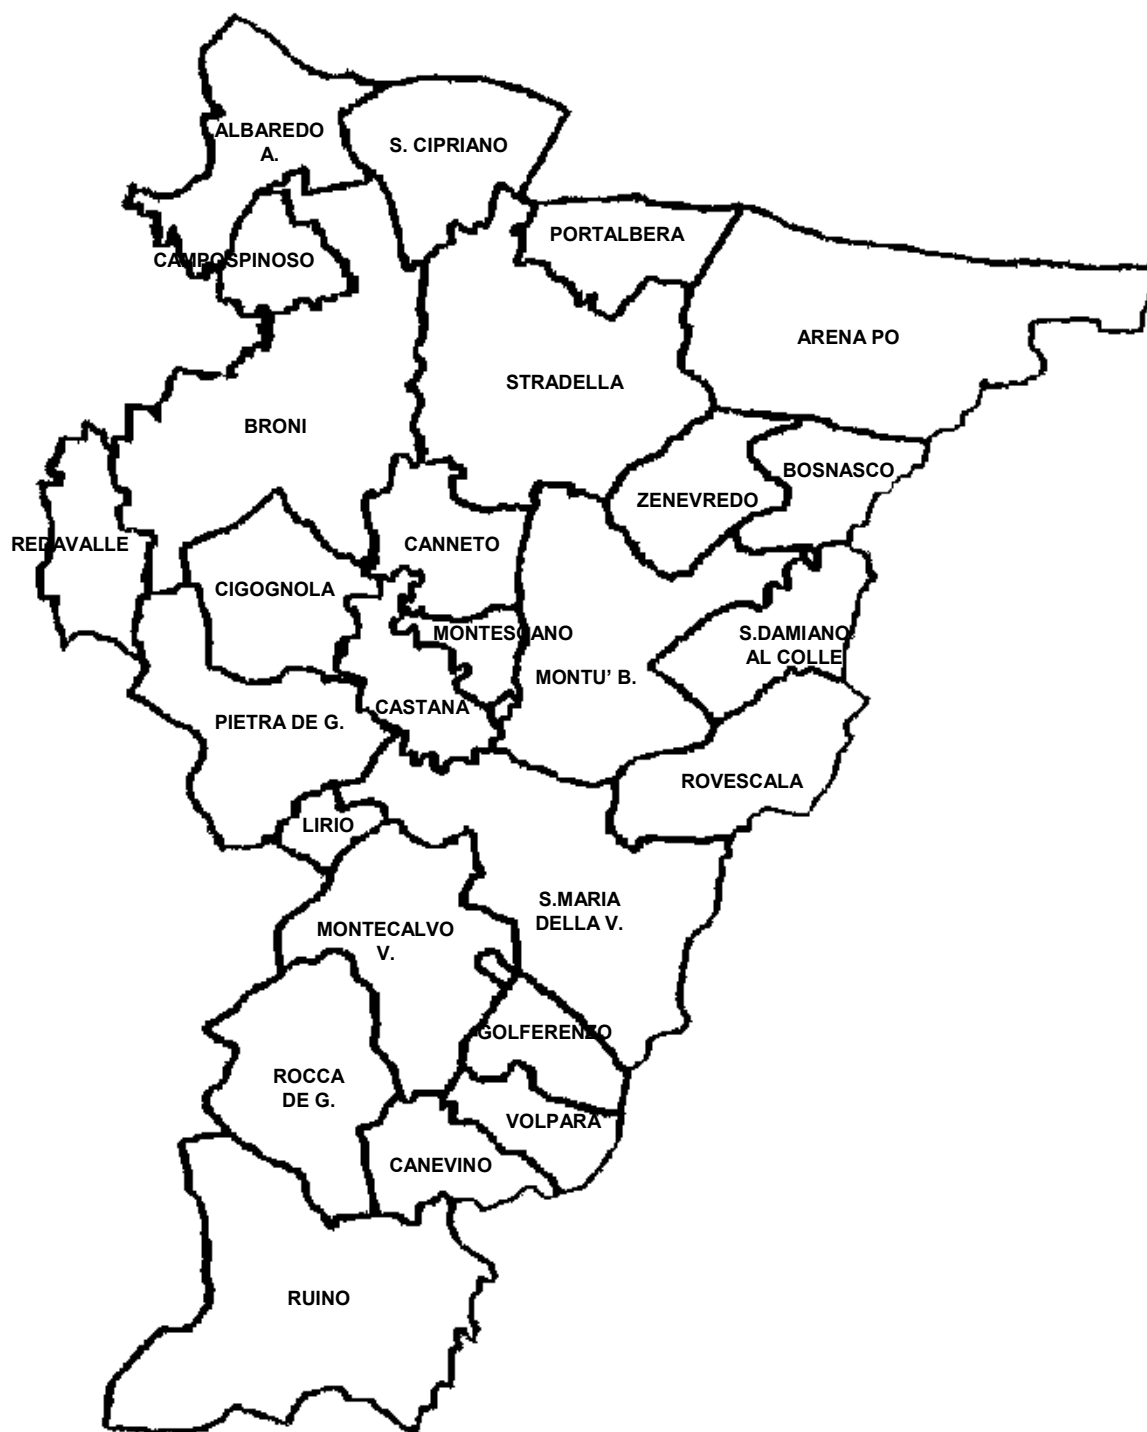 ALBAREDO
A.
S. CIPRIANO
PORTALBERA
CAMPOSPINOSO
ARENA PO
STRADELLA
BRONI
BOSNASCO
ZENEVREDO
REDAVALLE
CANNETO
CIGOGNOLA
MONTESCANO
S.DAMIANO
AL COLLE
MONTU' B.
CASTANA
PIETRA DE G.
ROVESCALA
LIRIO
S.MARIA
DELLA V.
MONTECALVO
V.
GOLFERENZO
ROCCA
DE G.
VOLPARA
CANEVINO
RUINO